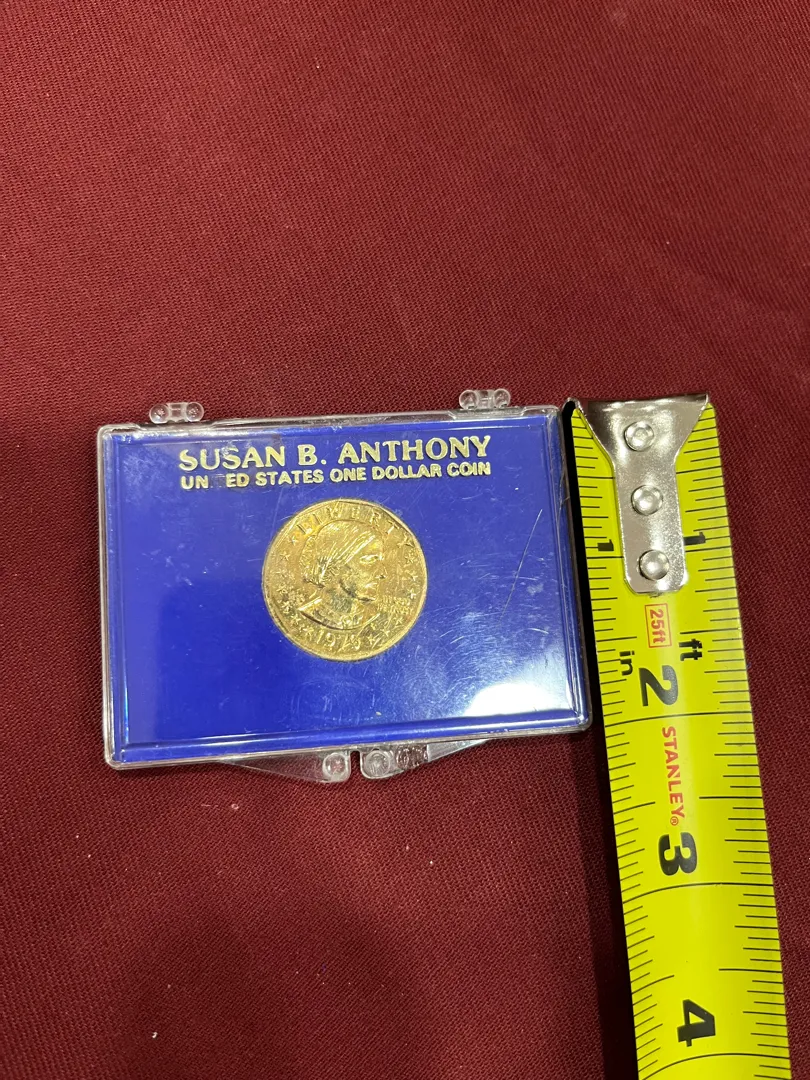 SUSAN B. ANTHONY
UN ED STATES ONE DOLLAR COIN
LIBERTY
1979
1 1
25ft
ft
in
2
STANLEY®
3
4